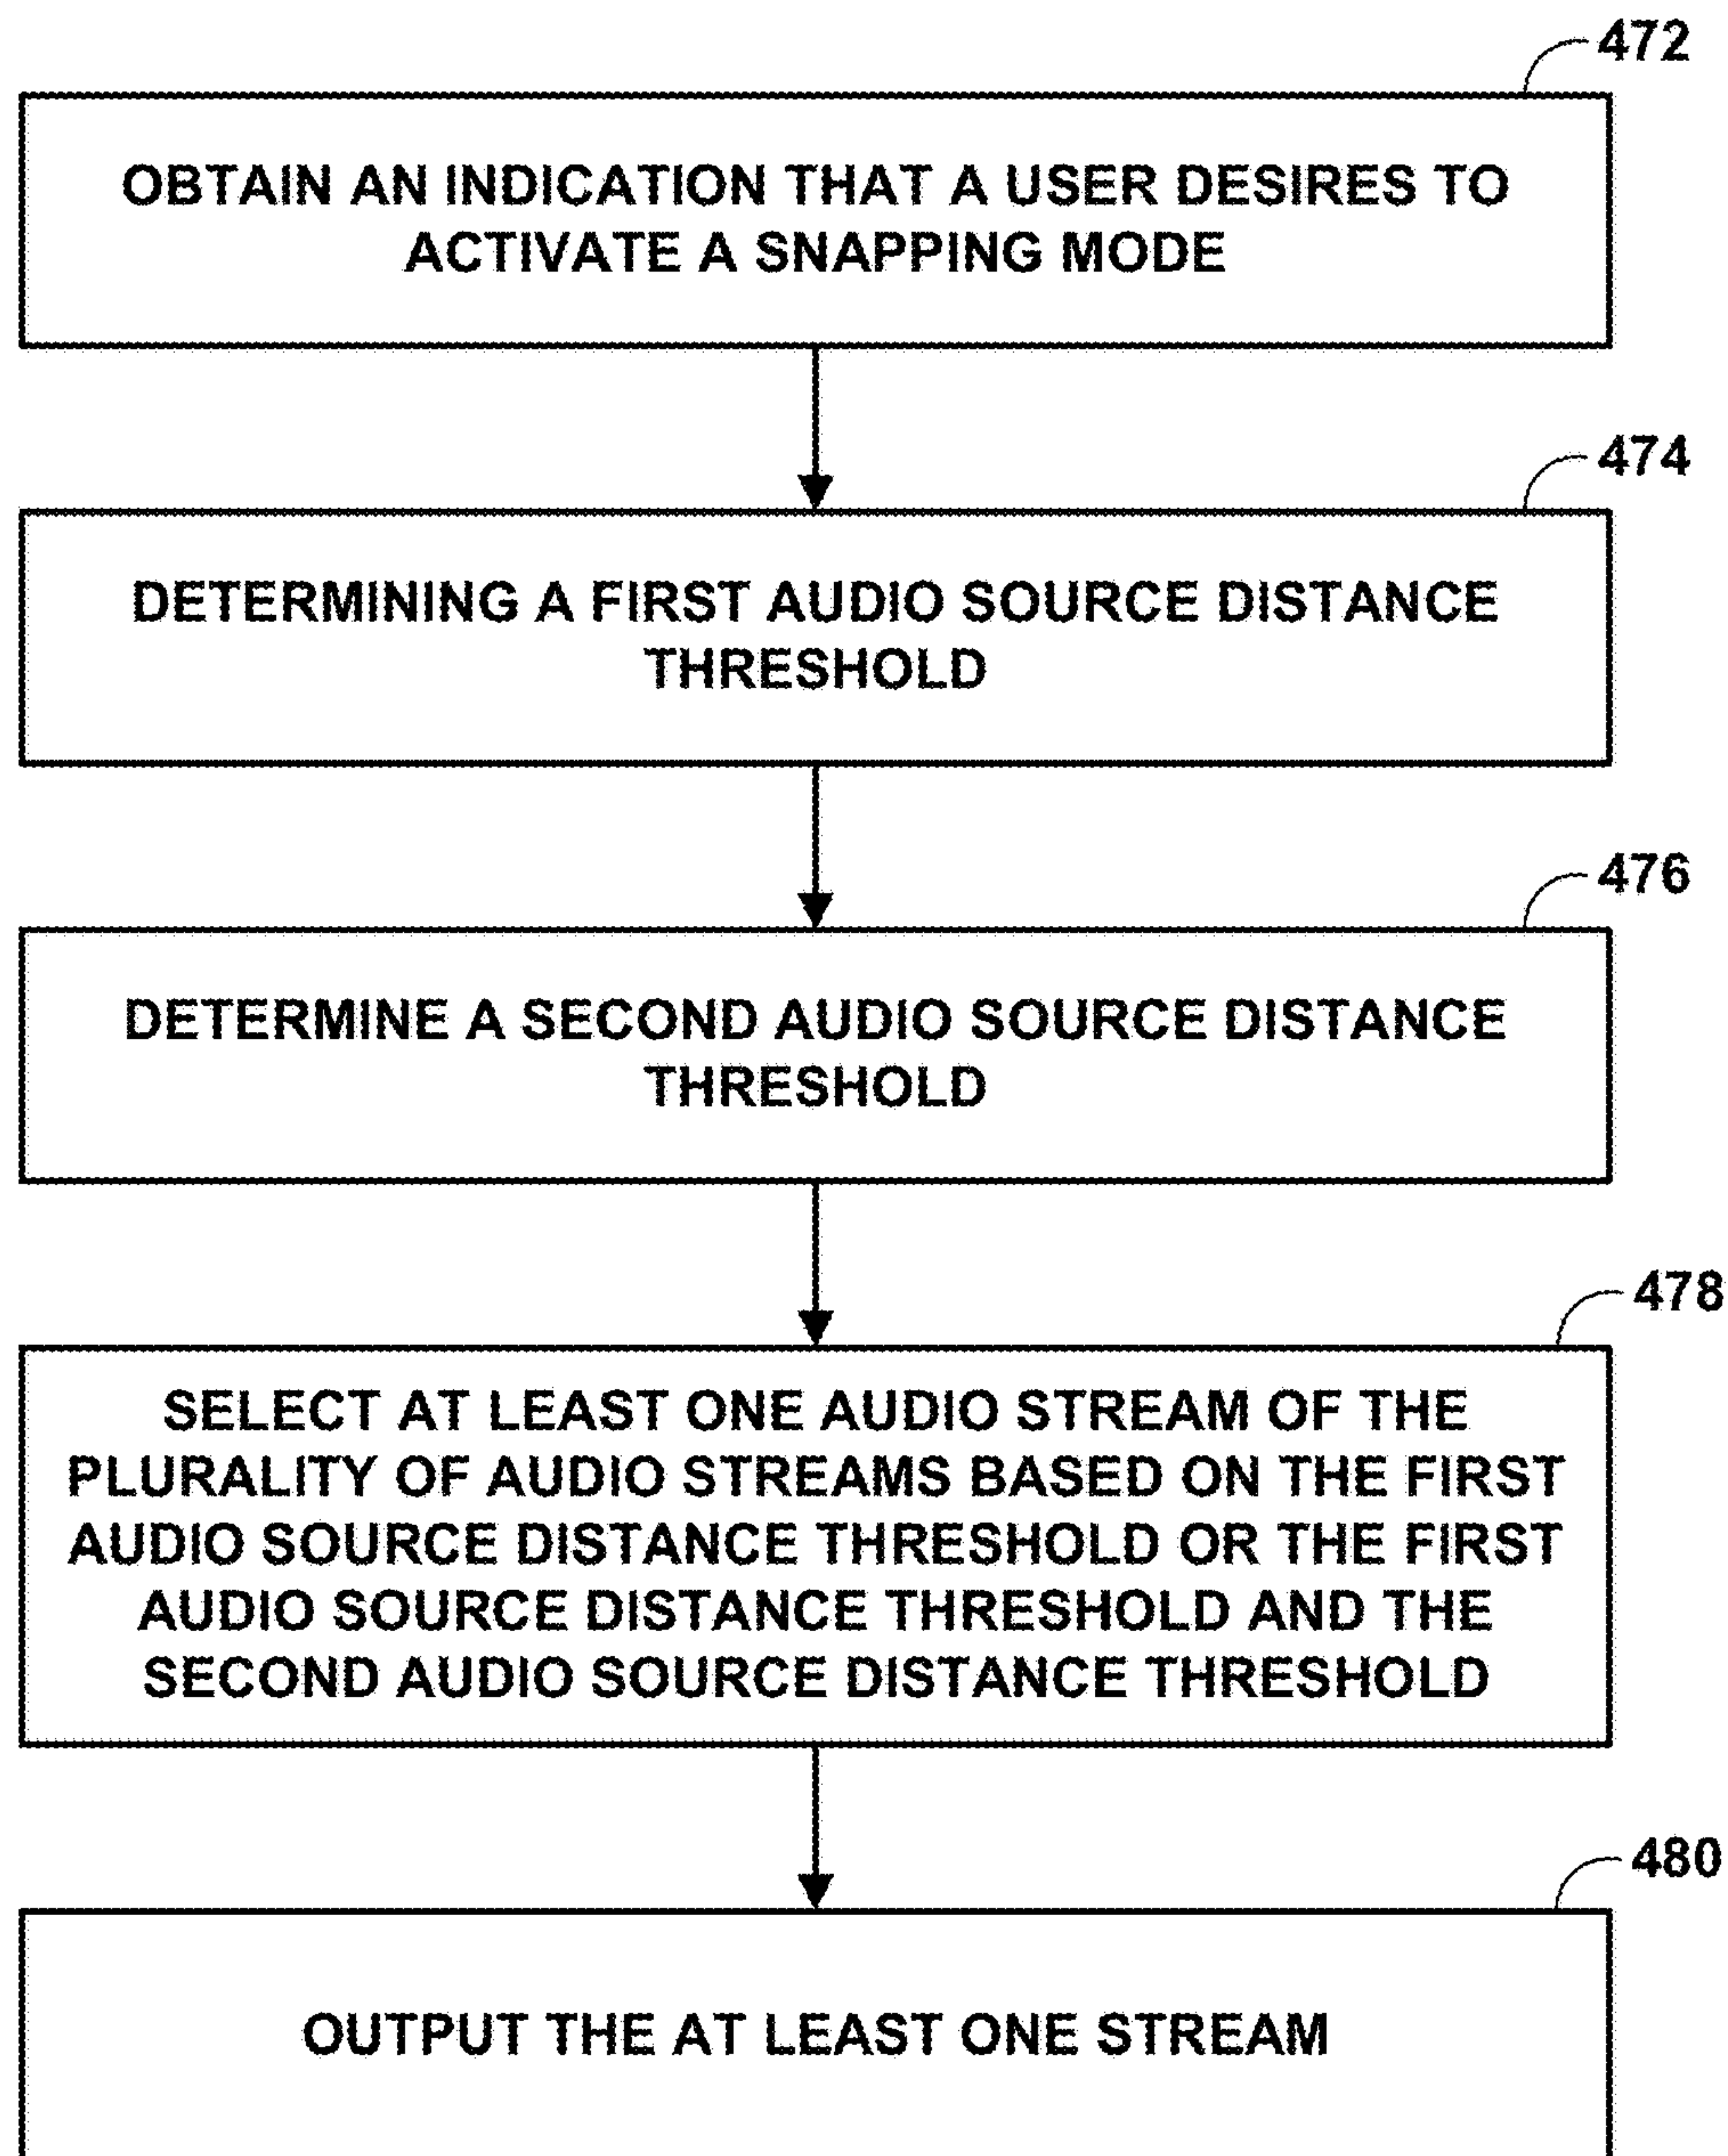 472
OBTAIN AN INDICATION THAT A USER DESIRES TO
ACTIVATE A SNAPPING MODE
474
DETERMINING A FIRST AUDIO SOURCE DISTANCE
THRESHOLD
476
DETERMINE A SECOND AUDIO SOURCE DISTANCE
THRESHOLD
478
SELECT AT LEAST ONE AUDIO STREAM OF THE
PLURALITY OF AUDIO STREAMS BASED ON THE FIRST
AUDIO SOURCE DISTANCE THRESHOLD OR THE FIRST
AUDIO SOURCE DISTANCE THRESHOLD AND THE
SECOND AUDIO SOURCE DISTANCE THRESHOLD
480
OUTPUT THE AT LEAST ONE STREAM